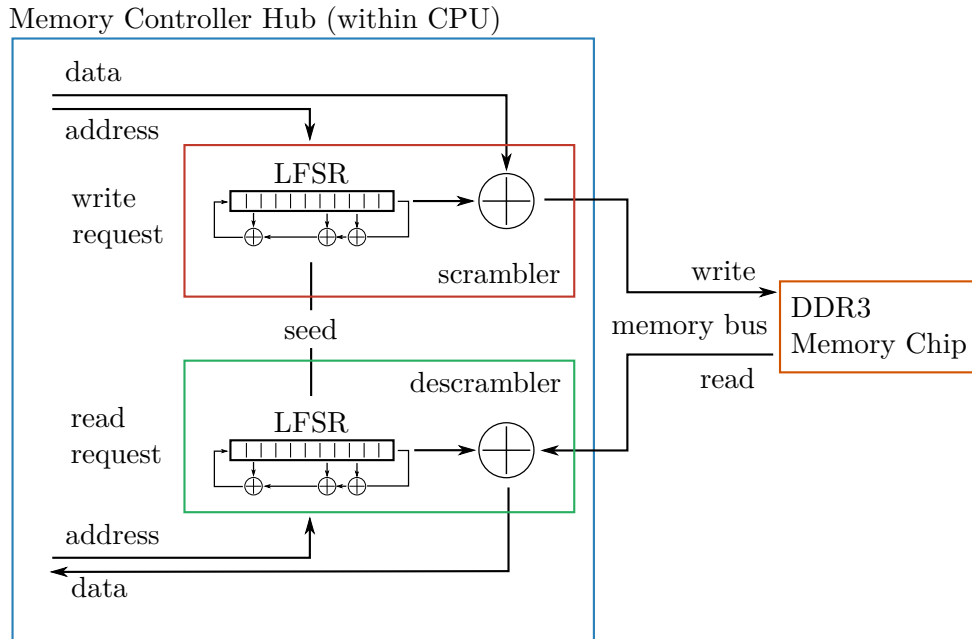 Memory Controller Hub (within CPU)
data
address
LFSR
write
request
scrambler
write
DDR3
memory bus
Memory Chip
seed
read
descrambler
read
request
LFSR
address
data